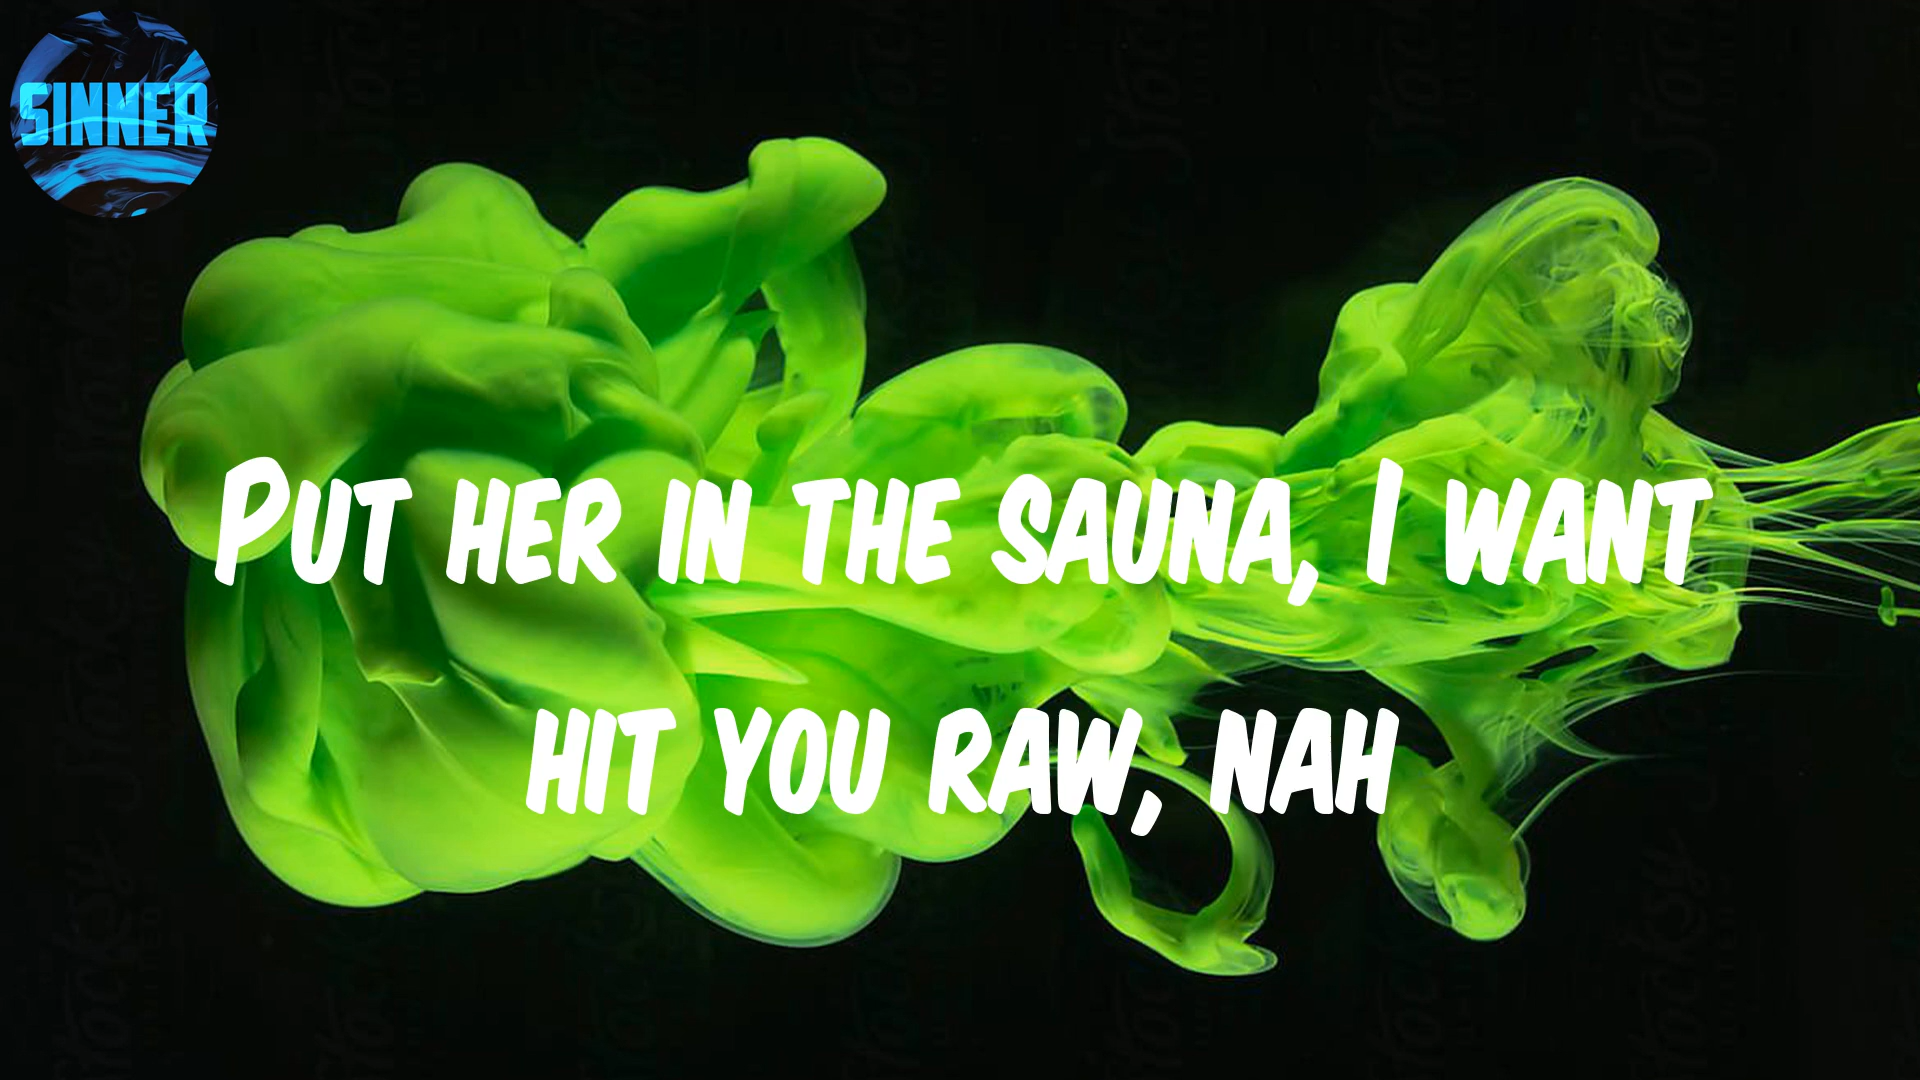 SINNER
PUT HER IN THE SAUNA, I WANT
HIT YOU RAW, NAH